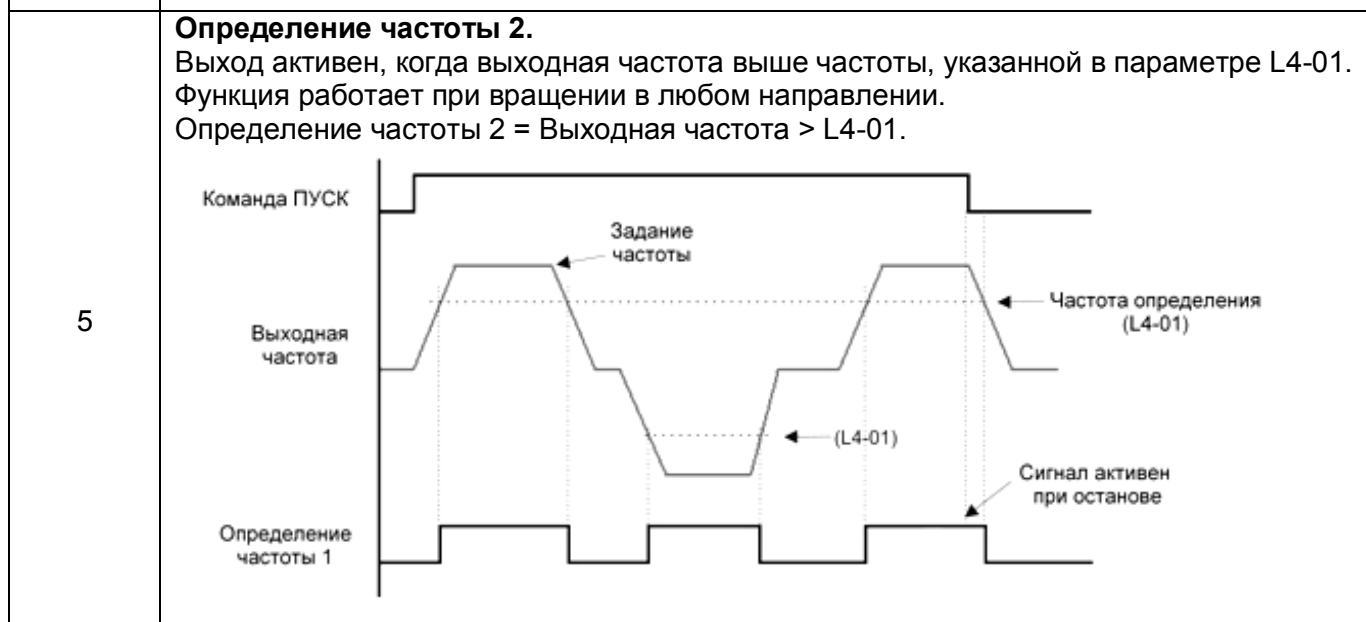 5
Определение частоты 2.
Выход активен, когда выходная частота выше частоты, указанной в параметре L4-01.
Функция работает при вращении в любом направлении.
Определение частоты 2 = Выходная частота > L4-01.
Команда ПУСК
Задание
частоты
Частота определения
(L4-01)
Выходная
частота
(L4-01)
Сигнал активен
при останове
Определение
частоты 1